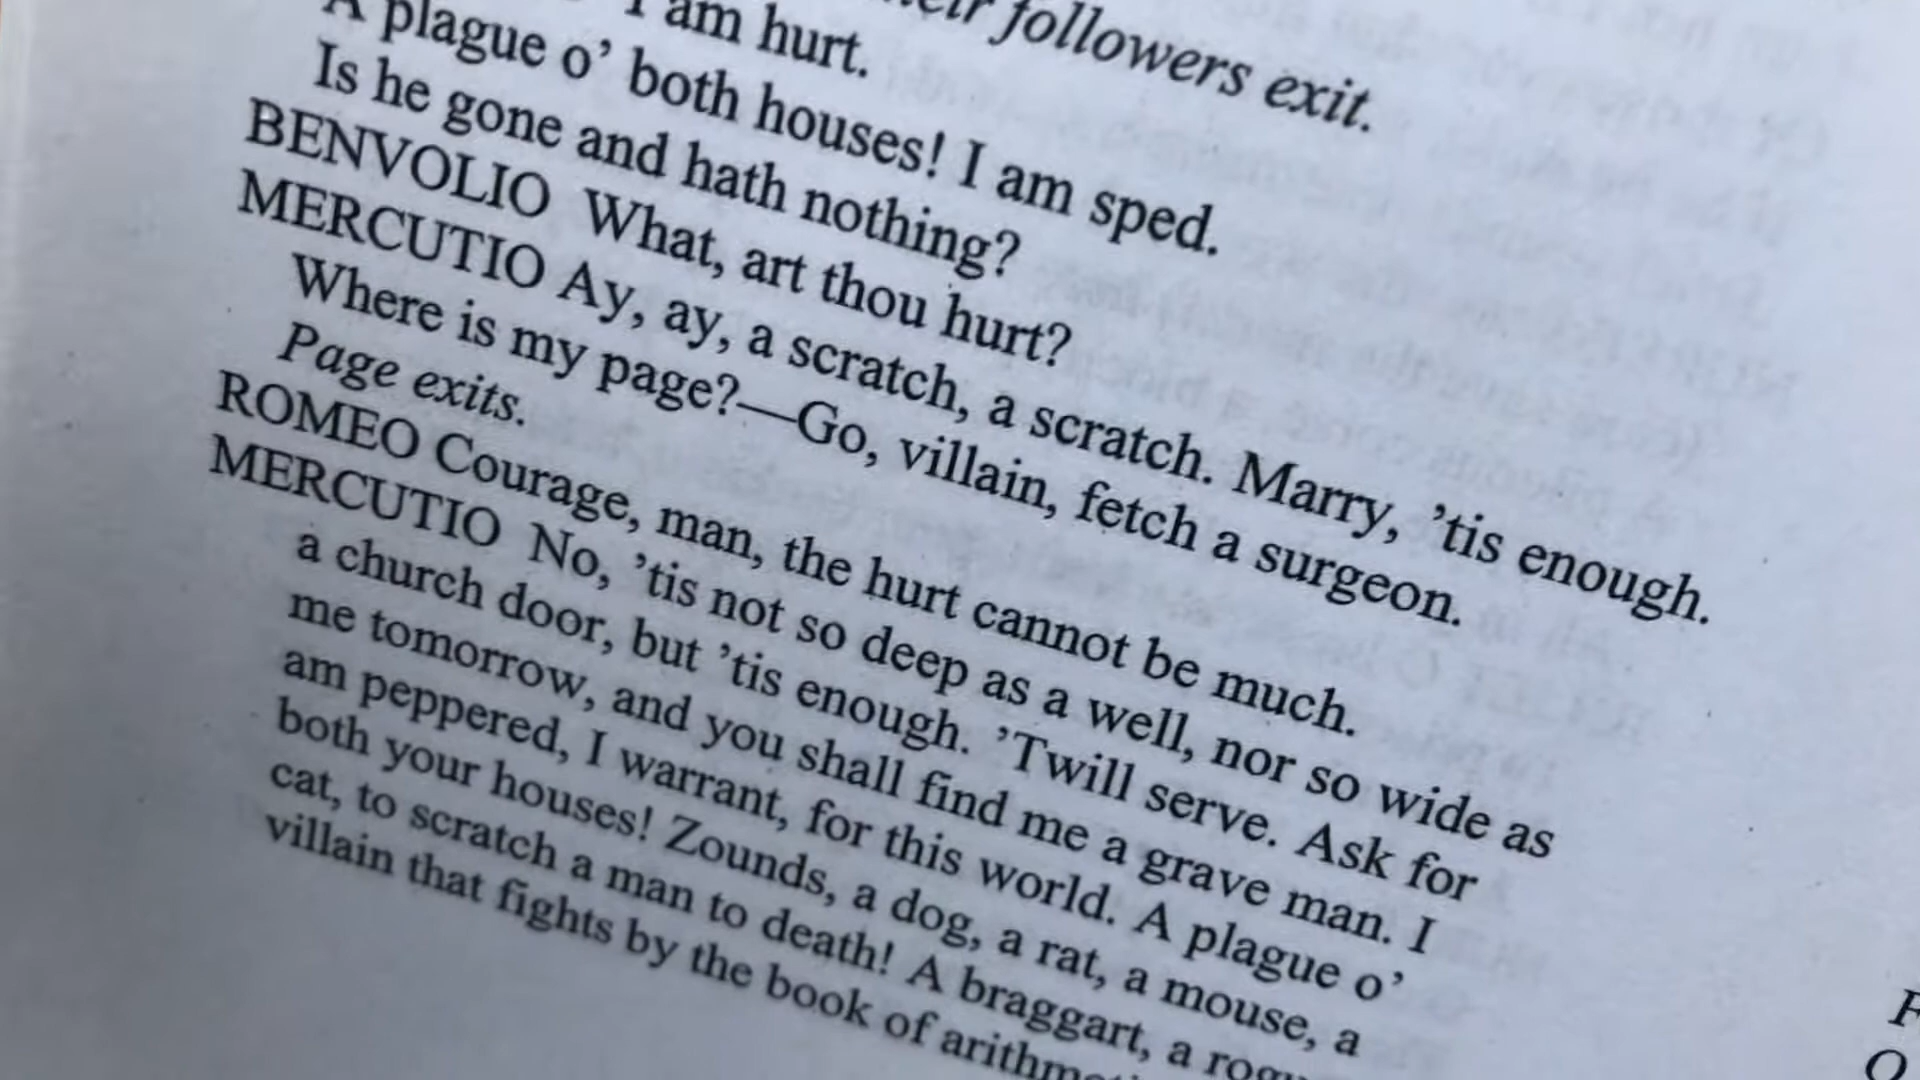 their followers exit.
I am hurt.
A plague o’ both houses! I am sped.
Is he gone and hath nothing?
BENVOLIO What, art thou hurt?
MERCUTIO Ay, ay, a scratch, a scratch. Marry, ’tis enough.
Where is my page?—Go, villain, fetch a surgeon.
Page exits.
ROMEO Courage, man, the hurt cannot be much.
MERCUTIO No, ’tis not so deep as a well, nor so wide as
a church door, but ’tis enough. ’Twill serve. Ask for
me tomorrow, and you shall find me a grave man. I
am peppered, I warrant, for this world. A plague o’
both your houses! Zounds, a dog, a rat, a mouse, a
cat, to scratch a man to death! A braggart, a rogu
villain that fights by the book of arithm